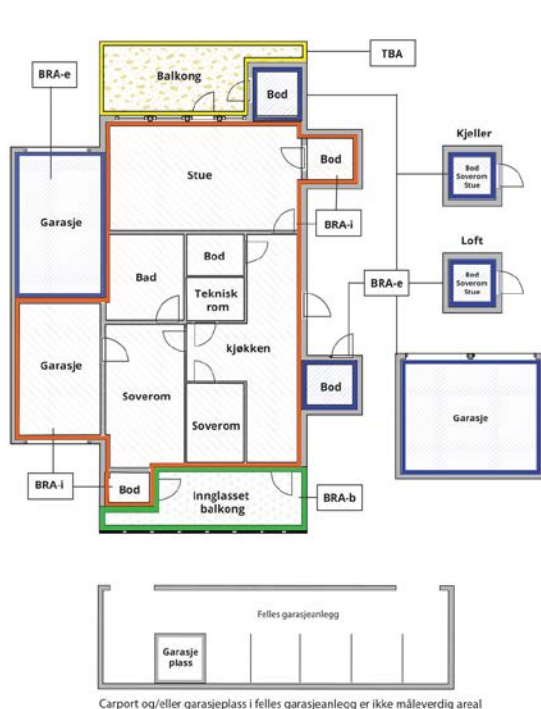 TBA
Balkong
BRA-e
Bod
Kjeller
Bod
Soverom
Stue
Stue
Bod
BRA-i
Garasje
Loft
Bod
Bad
Teknisk
rom
BRA-e
Bod
Soverom
Stue
kjøkken
Garasje
Soverom
Bod
Garasje
Soverom
BRA-i
Bod
Innglasset
balkong
BRA-b
Felles garasjeanlegg
Garasje
plass
Carport og/eller garasjeplass i felles garasjeanlegg er ikke måleverdig areal